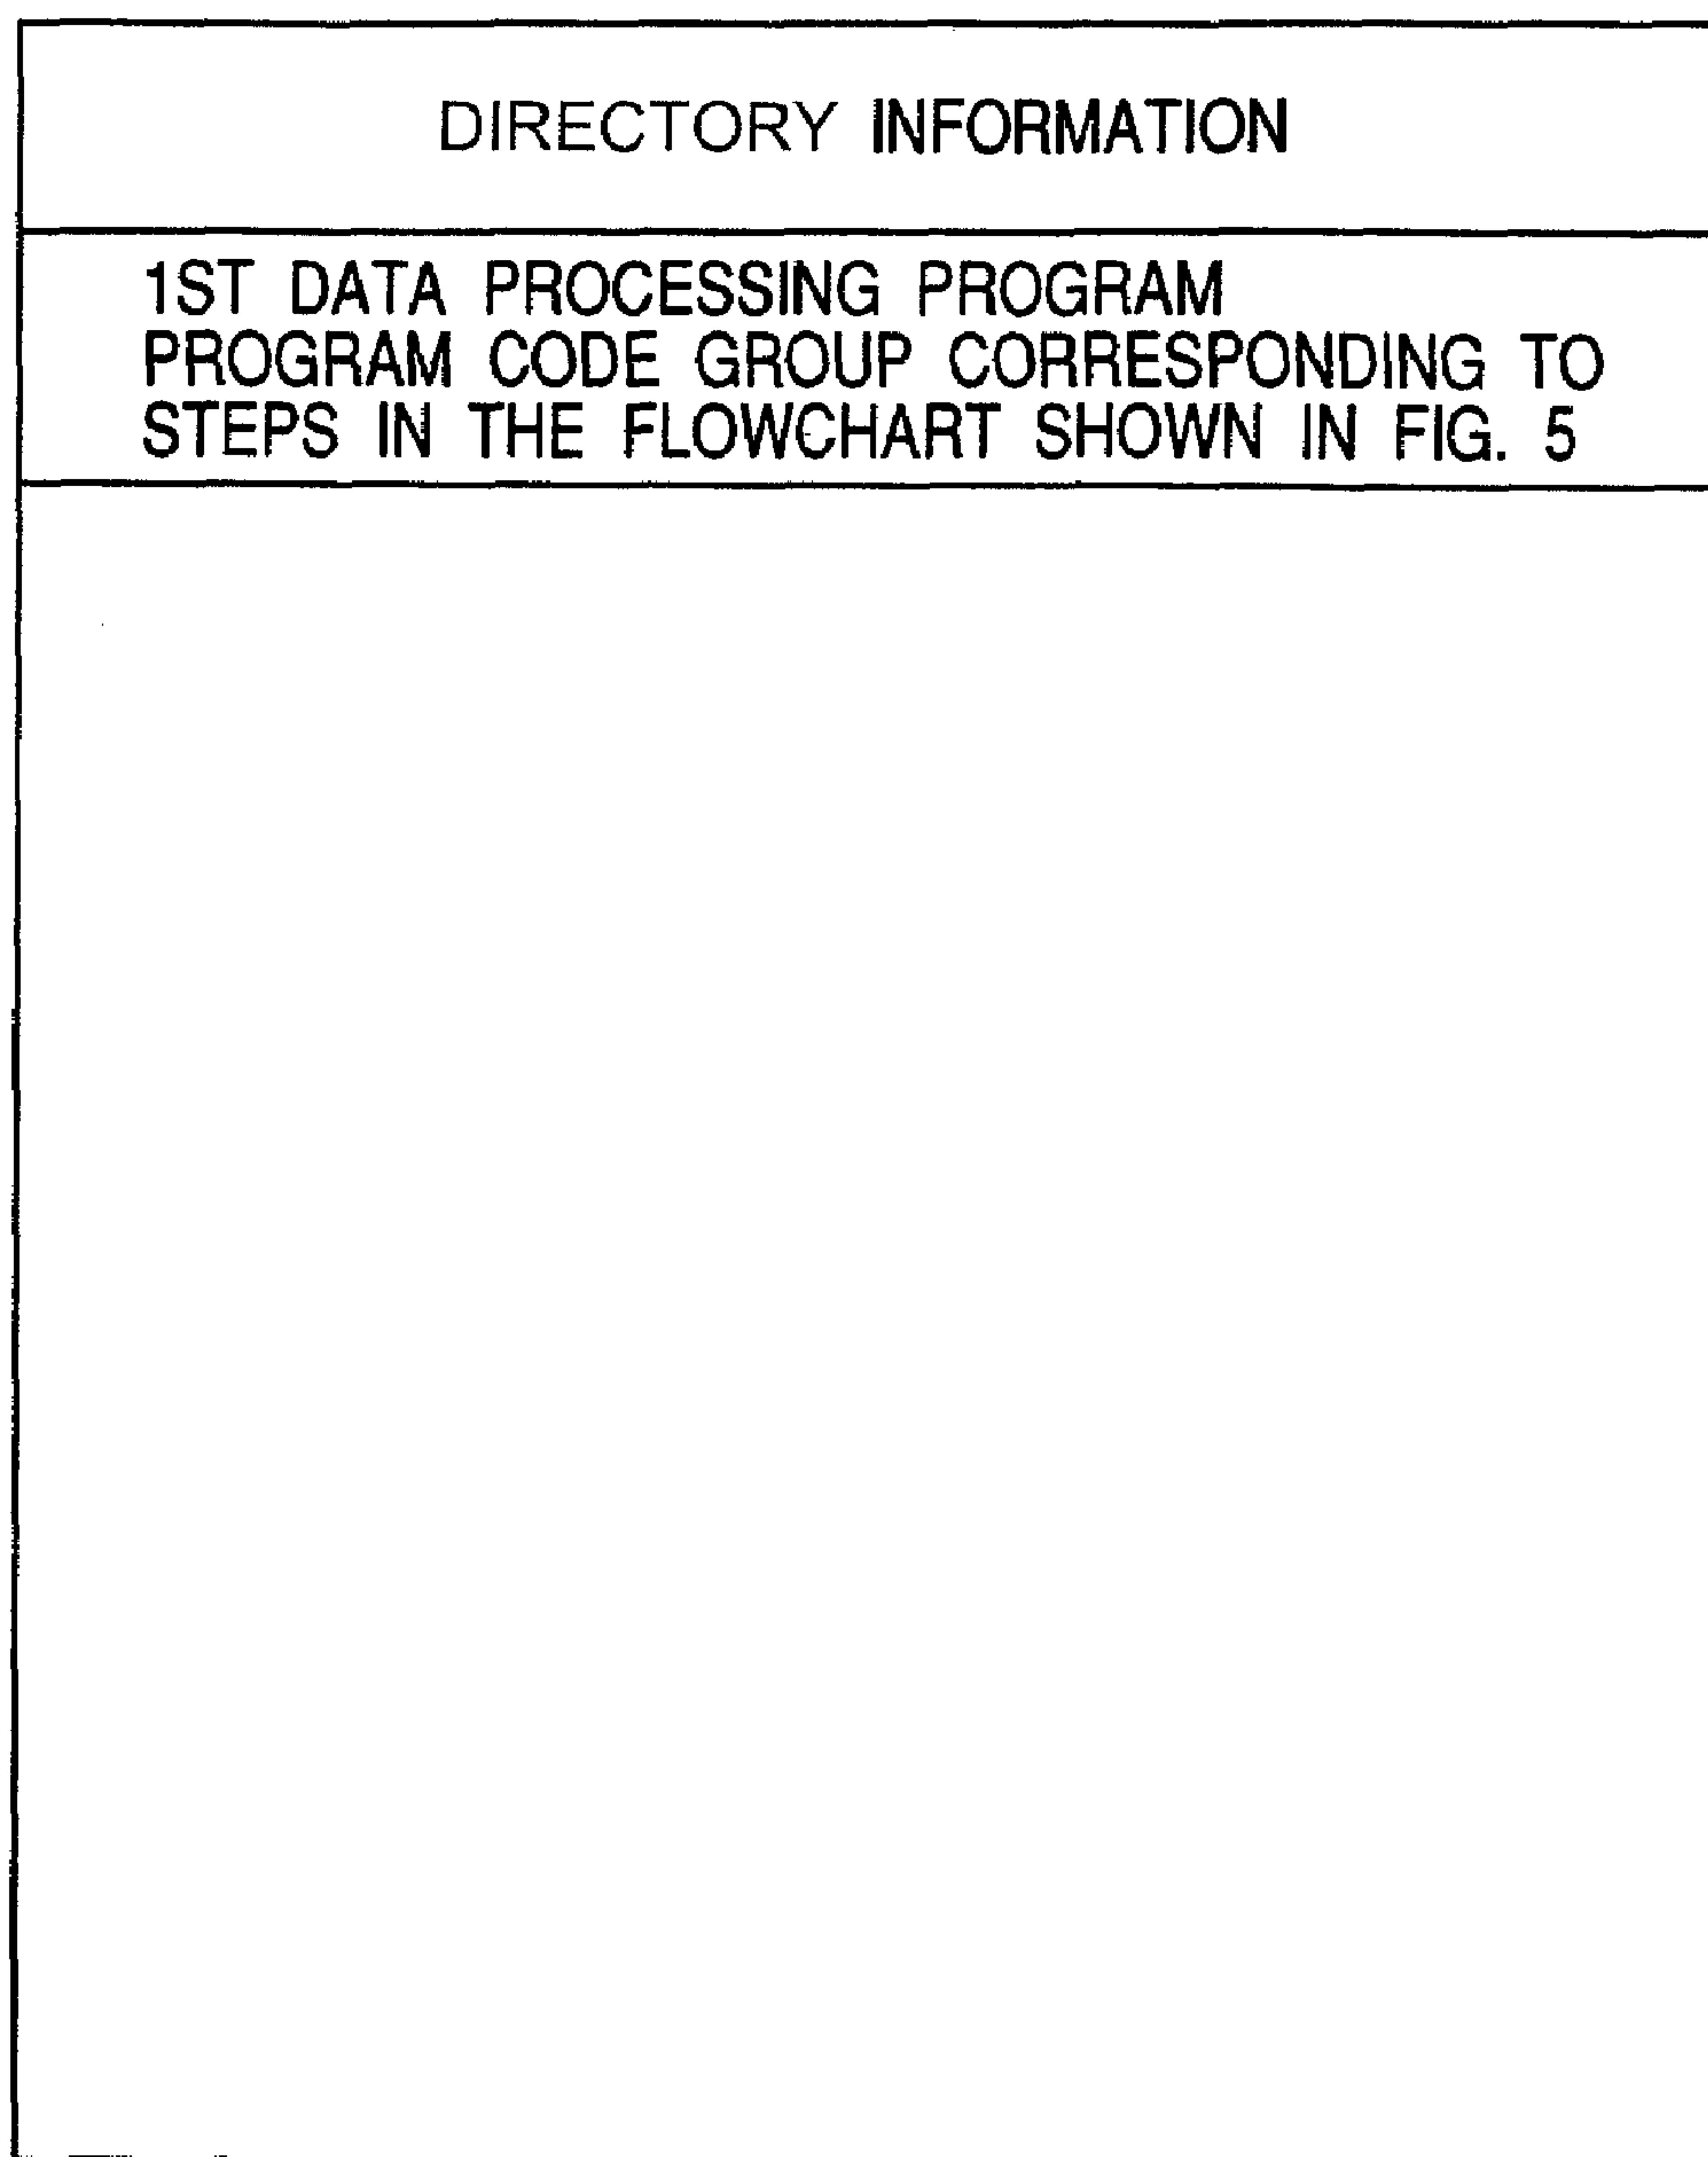 DIRECTORY INFORMATION
1ST DATA PROCESSING PROGRAM
PROGRAM CODE GROUP CORRESPONDING TO
STEPS IN THE FLOWCHART SHOWN IN FIG. 5